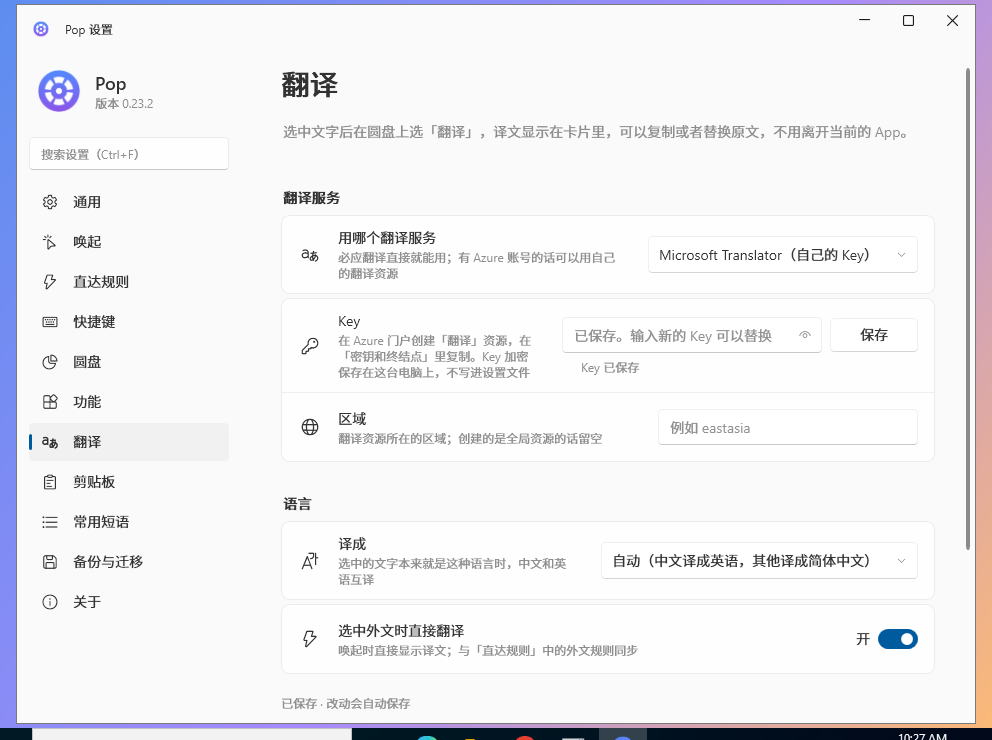 Pop 设置
Pop
版本 0.23.2
搜索设置（Ctrl+F）
通用
唤起
直达规则
快捷键
圆盘
功能
翻译
剪贴板
常用短语
备份与迁移
关于
翻译
选中文字后在圆盘上选「翻译」，译文显示在卡片里，可以复制或者替换原文，不用离开当前的 App。
翻译服务
用哪个翻译服务
必应翻译直接就能用；有 Azure 账号的话可以用自己
的翻译资源
Microsoft Translator（自己的 Key）
Key
在 Azure 门户创建「翻译」资源，在
「密钥和终结点」里复制。Key 加密
保存在这台电脑上，不写进设置文件
已保存。输入新的 Key 可以替换
保存
Key 已保存
区域
翻译资源所在的区域；创建的是全局资源的话留空
例如 eastasia
语言
译成
选中的文字本来就是这种语言时，中文和英
语互译
自动（中文译成英语，其他译成简体中文）
选中外文时直接翻译
唤起时直接显示译文；与「直达规则」中的外文规则同步
开
已保存 · 改动会自动保存
10:27 AM